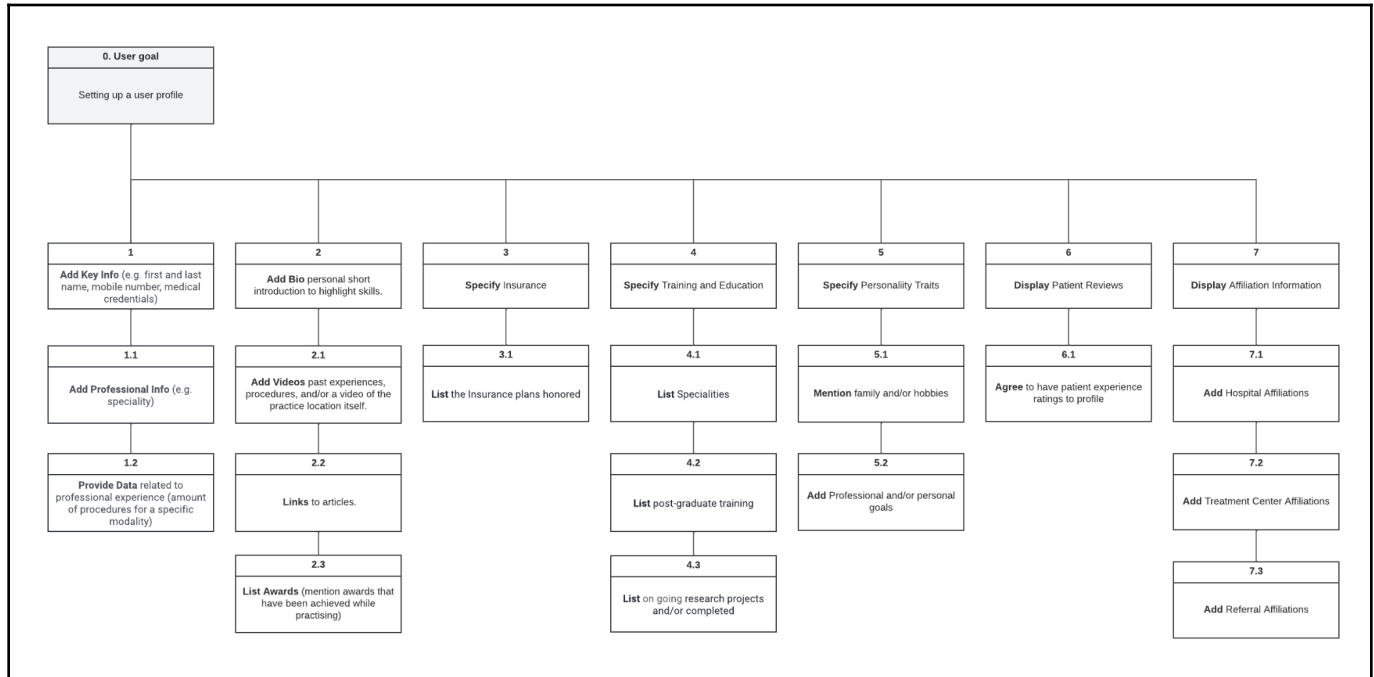 0. User goal
Setting up a user profile
1
Add Key Info (e.g. first and last
name, mobile number, medical
credentials)
2
Add Bio personal short
introduction to highlight skills.
3
Specify Insurance
4
Specify Training and Education
5
Specify Personaliity Traits
6
Display Patient Reviews
7
Display Affiliation Information
1.1
Add Professional Info (e.g.
speciality)
2.1
Add Videos past experiences,
procedures, and/or a video of the
practice location itself.
3.1
List the Insurance plans honored
4.1
List Specialities
5.1
Mention family and/or hobbies
6.1
Agree to have patient experience
ratings to profile
7.1
Add Hospital Affiliations
1.2
Provide Data related to
professional experience (amount
of procedures for a specific
modality)
2.2
Links to articles.
4.2
List post-graduate training
5.2
Add Professional and/or personal
goals
7.2
Add Treatment Center Affiliations
2.3
List Awards (mention awards that
have been achieved while
practising)
4.3
List on going research projects
and/or completed
7.3
Add Referral Affiliations